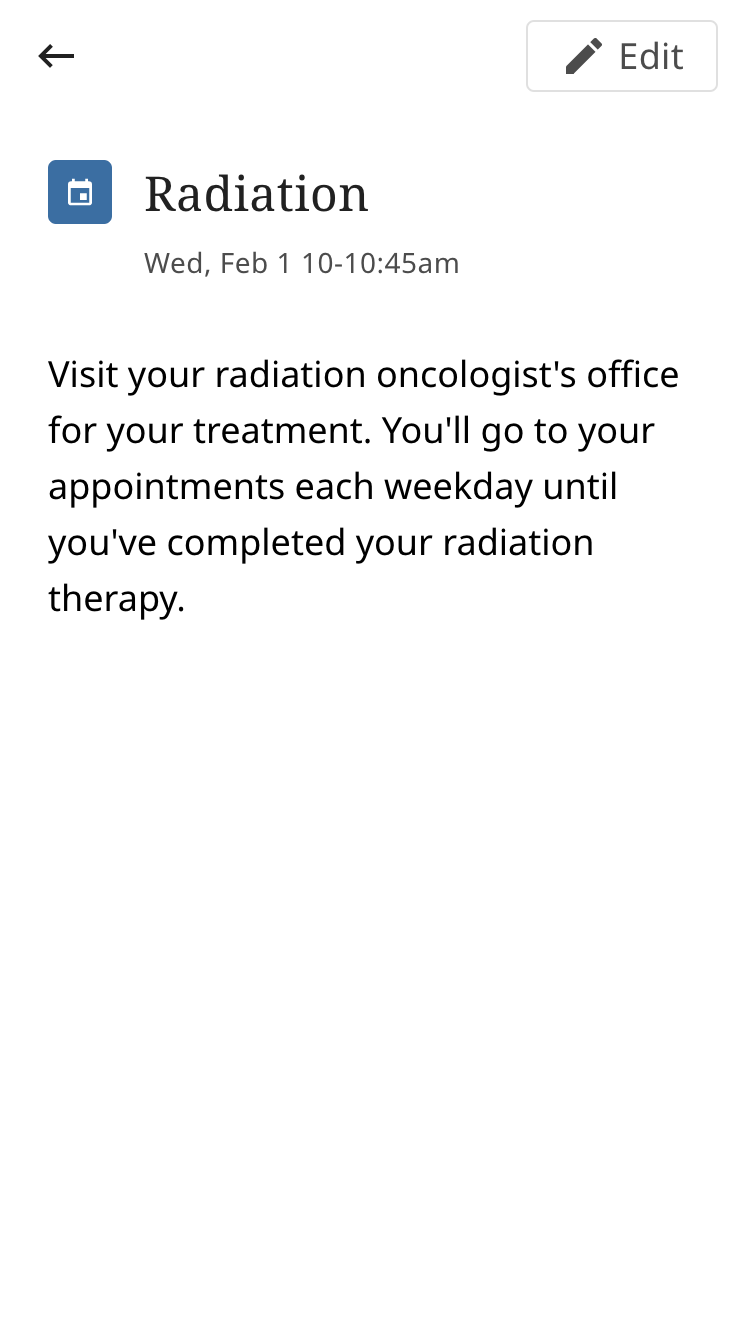 Edit
Radiation
Wed, Feb 1 10-10:45am
Visit your radiation oncologist's office
for your treatment. You'll go to your
appointments each weekday until
you've completed your radiation
therapy.